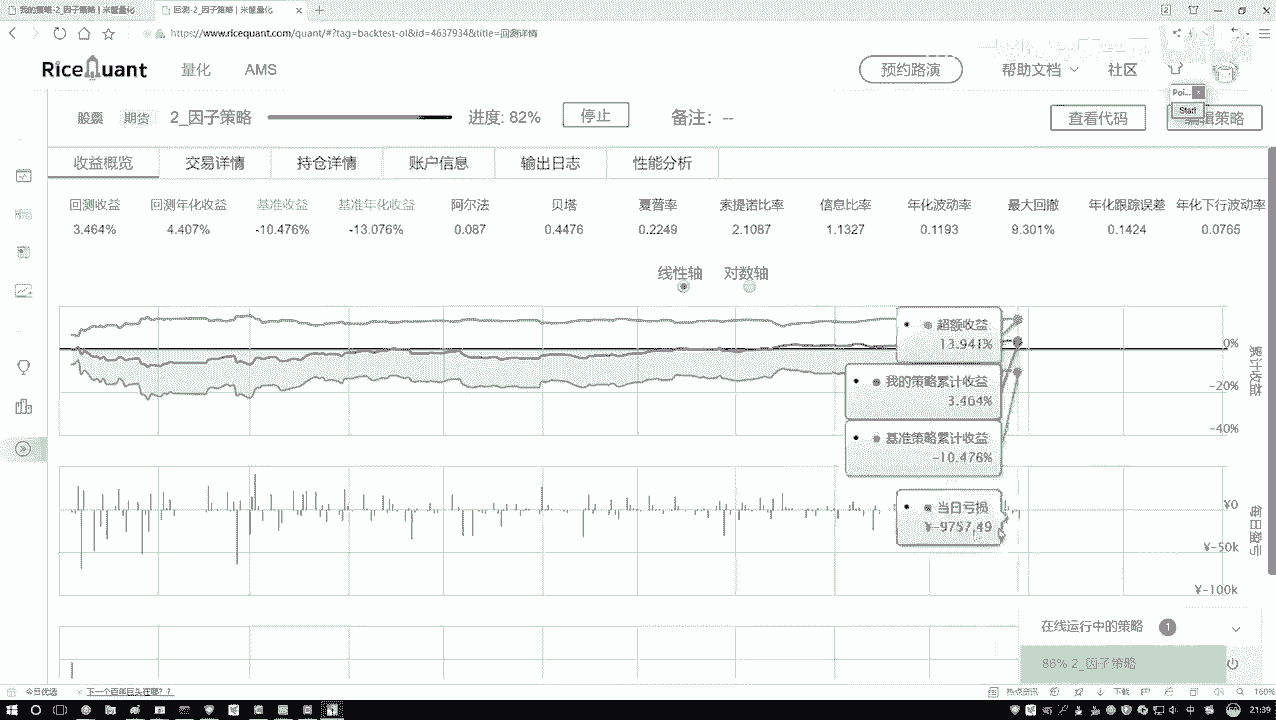 我的策略-2_因子策略 | 米筐量化
回测-2_因子策略 | 米筐量化
https://www.ricequant.com/quant/#?tag=backtest-ol&id=4637934&title=回测详情
RiceQuant 量化 AMS 预约路演 帮助文档 社区
Poi...
Start
股票 期货 2_因子策略 进度: 82% 停止 备注: -- 查看代码 编辑策略
收益概览 交易详情 持仓详情 账户信息 输出日志 性能分析
回测收益 回测年化收益 基准收益 基准年化收益 阿尔法 贝塔 夏普率 索提诺比率 信息比率 年化波动率 最大回撤 年化跟踪误差 年化下行波动率
3.464% 4.407% -10.476% -13.076% 0.087 0.4476 0.2249 2.1087 1.1327 0.1193 9.301% 0.1424 0.0765
线性轴 对数轴
超额收益
13.941%
我的策略累计收益
3.464%
基准策略累计收益
-10.476%
0%
-20%
-40%
累计收益
当日亏损
¥-9757.49
¥0
¥-50k
¥-100k
每日盈亏
在线运行中的策略 1
86% 2_因子策略
今日优选 下一个百年巨头在哪？？
热点资讯 下载 160%
中 21:39